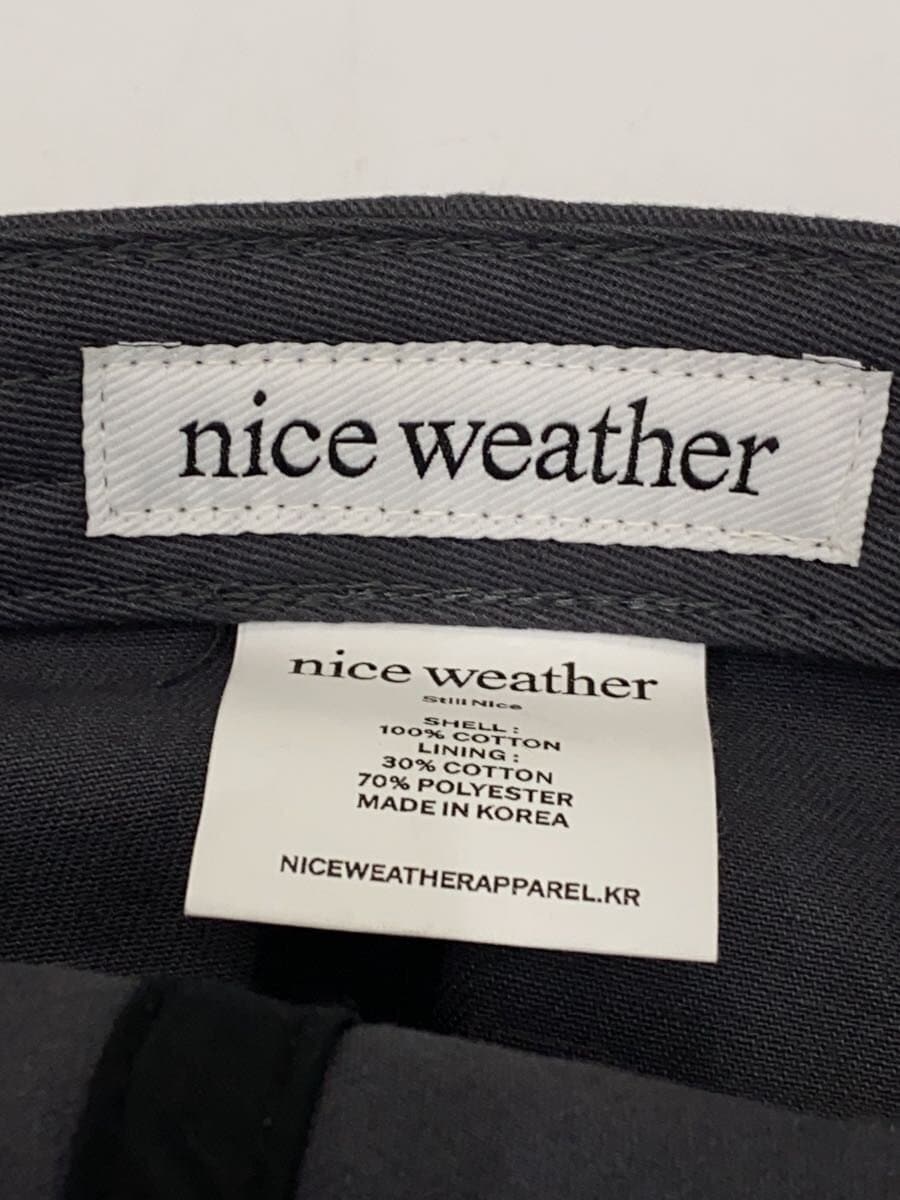 nice weather
nice weather
Still Nice
SHELL :
100% COTTON
LINING :
30% COTTON
70% POLYESTER
MADE IN KOREA
NICEWEATHERAPPAREL.KR